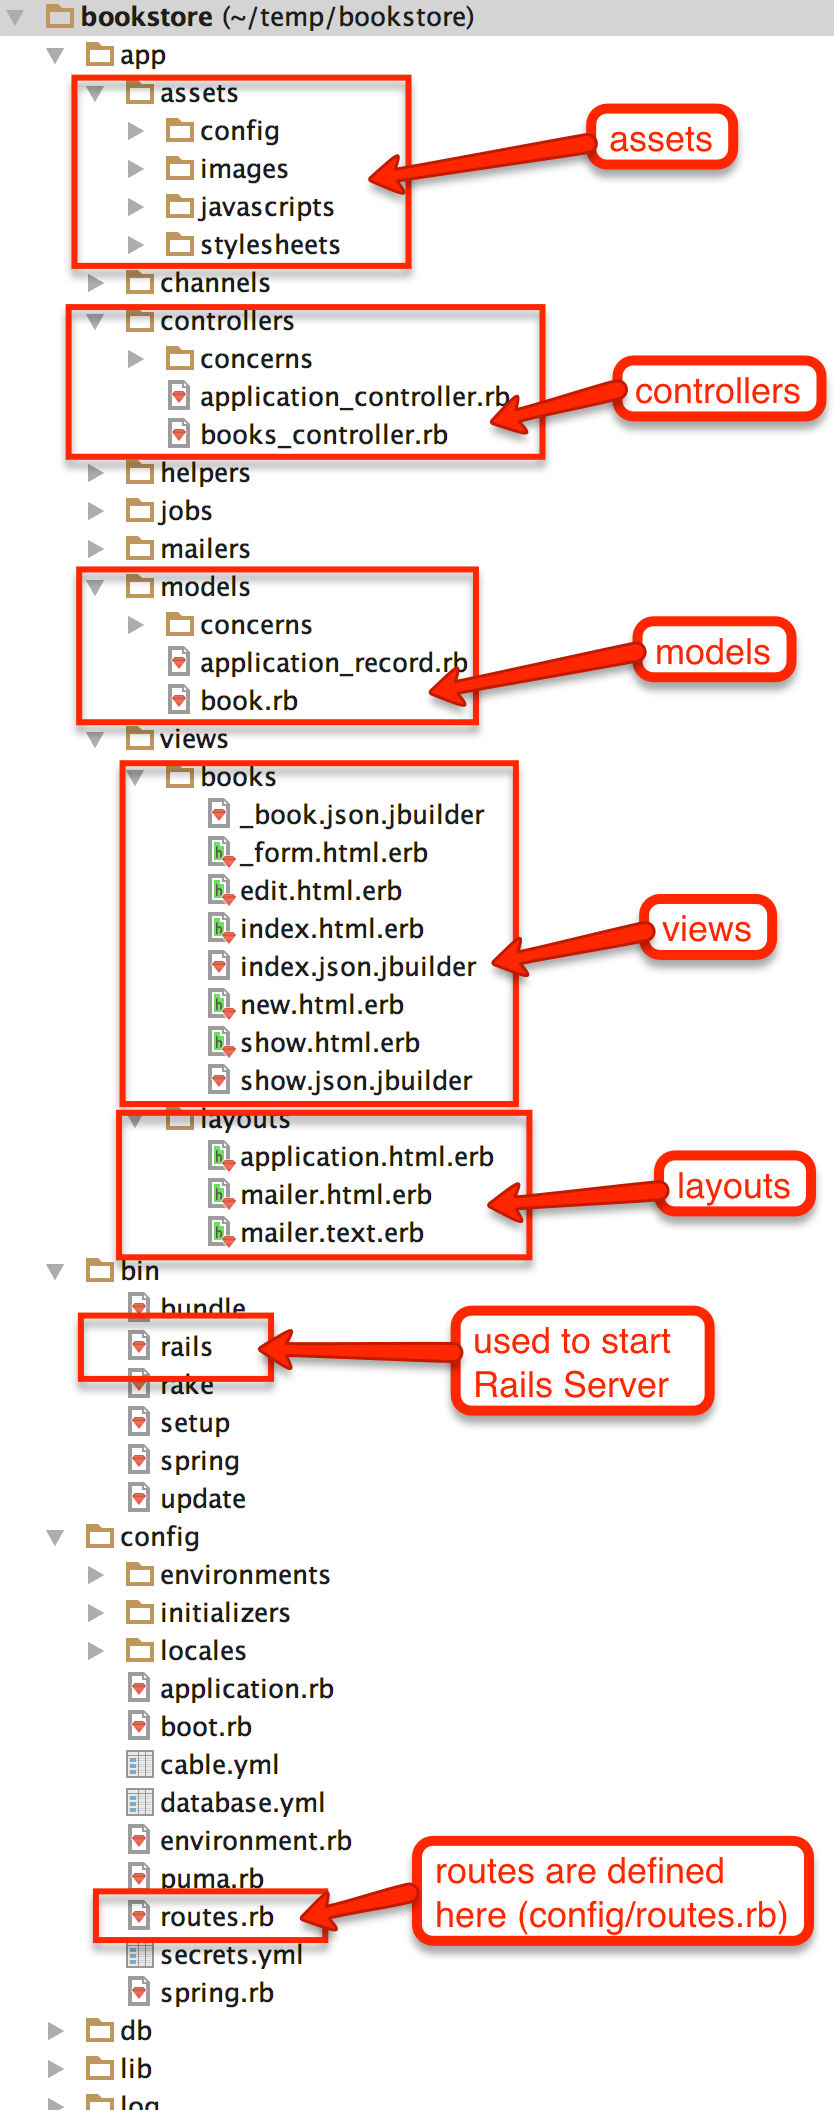 bookstore (~/temp/bookstore)
app
assets
config
assets
images
javascripts
stylesheets
channels
controllers
concerns
controllers
application_controller.rb
books_controller.rb
helpers
jobs
mailers
models
concerns
models
application_record.rb
book.rb
views
books
_book.json.jbuilder
_form.html.erb
edit.html.erb
index.html.erb
views
index.json.jbuilder
new.html.erb
show.html.erb
show.json.jbuilder
layouts
application.html.erb
layouts
mailer.html.erb
mailer.text.erb
bin
bundle
rails
used to start
Rails Server
rake
setup
spring
update
config
environments
initializers
locales
application.rb
boot.rb
cable.yml
database.yml
environment.rb
puma.rb
routes are defined
here (config/routes.rb)
routes.rb
secrets.yml
spring.rb
db
lib
log